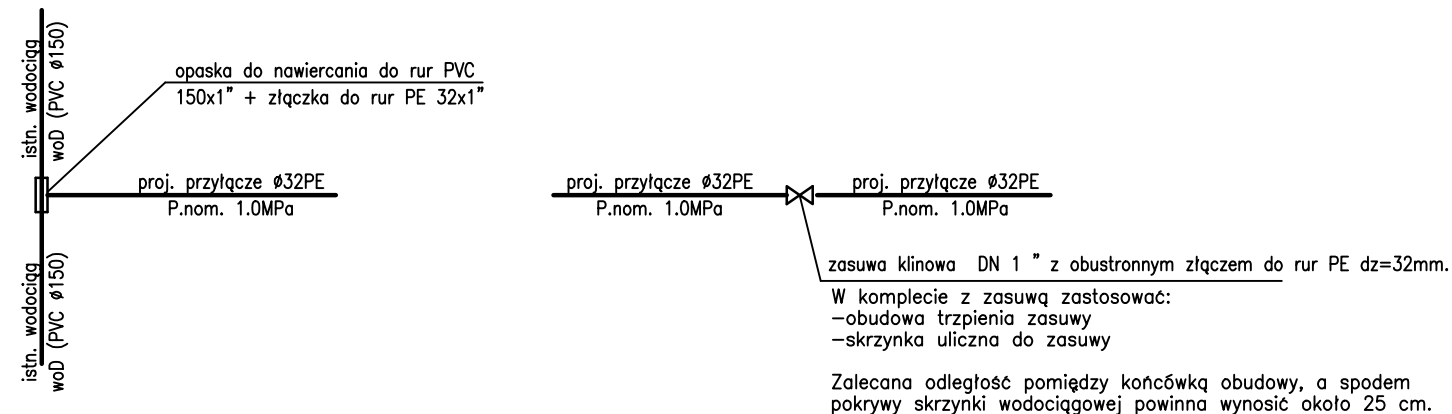 istn. wodociąg
woD (PVC ø150)
opaska do nawiercania do rur PVC
150x1" + złączka do rur PE 32x1"
proj. przyłącze ø32PE
P.nom. 1.0MPa
istn. wodociąg
woD (PVC ø150)
proj. przyłącze ø32PE
P.nom. 1.0MPa
proj. przyłącze ø32PE
P.nom. 1.0MPa
zasuwa klinowa DN 1 " z obustronnym złączem do rur PE dz=32mm.
W komplecie z zasuwą zastosować:
-obudowa trzpienia zasuwy
-skrzynka uliczna do zasuwy
Zalecana odległość pomiędzy końcówką obudowy, a spodem
pokrywy skrzynki wodociągowej powinna wynosić około 25 cm.